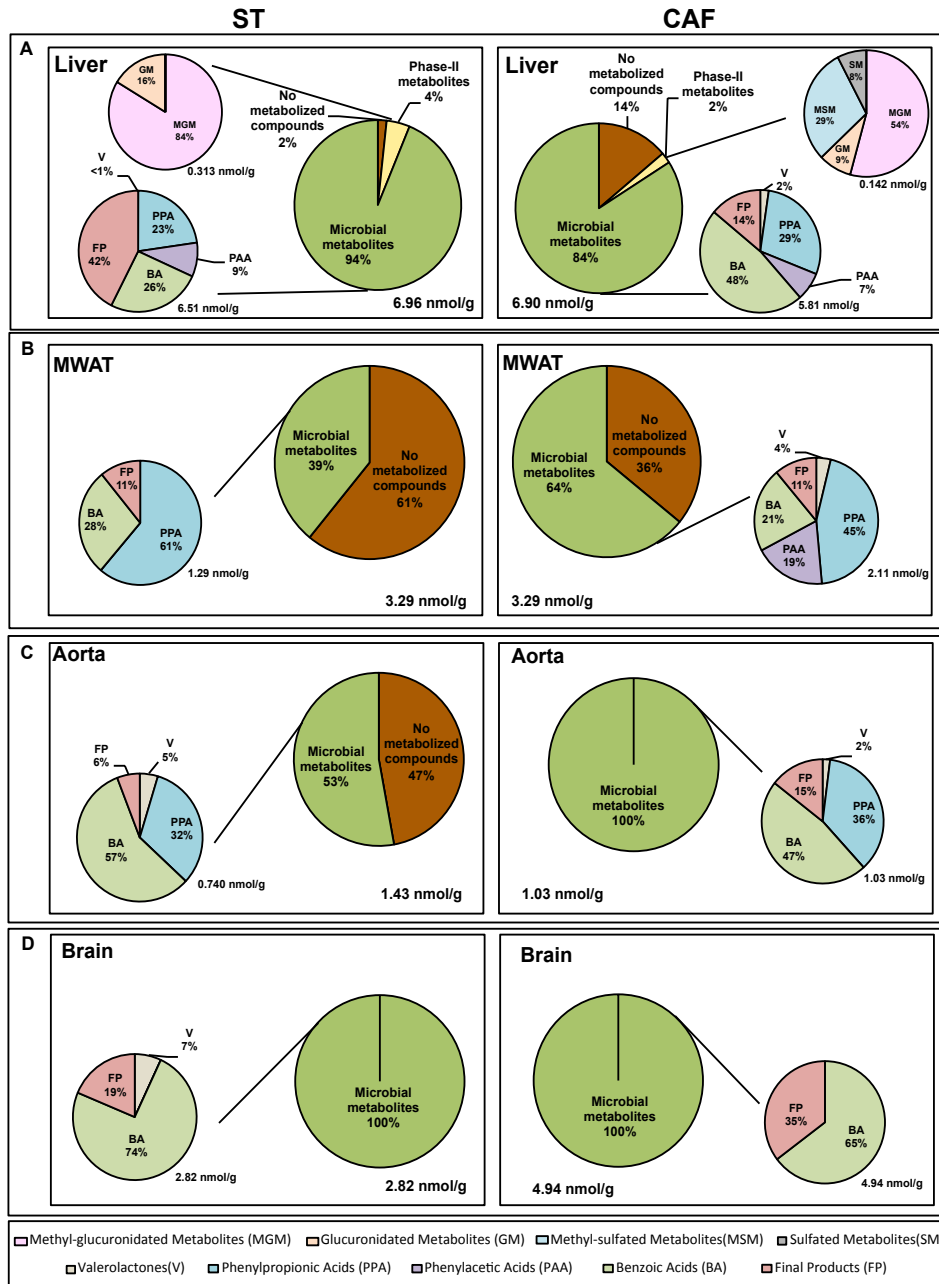 ST
CAF
A
Liver
GM
16%
MGM
84%
0.313 nmol/g
No
metabolized
compounds
2%
Phase-II
metabolites
4%
V
<1%
PPA
23%
PAA
9%
BA
26%
FP
42%
6.51 nmol/g
Microbial
metabolites
94%
6.96 nmol/g
Liver
No
metabolized
compounds
14%
Phase-II
metabolites
2%
SM
8%
MSM
29%
MGM
54%
GM
9%
0.142 nmol/g
Microbial
metabolites
84%
6.90 nmol/g
V
2%
FP
14%
PPA
29%
BA
48%
PAA
7%
5.81 nmol/g
B
MWAT
FP
11%
BA
28%
PPA
61%
1.29 nmol/g
Microbial
metabolites
39%
No
metabolized
compounds
61%
3.29 nmol/g
MWAT
Microbial
metabolites
64%
No
metabolized
compounds
36%
3.29 nmol/g
V
4%
FP
11%
BA
21%
PPA
45%
PAA
19%
2.11 nmol/g
C
Aorta
FP
6%
V
5%
PPA
32%
BA
57%
0.740 nmol/g
Microbial
metabolites
53%
No
metabolized
compounds
47%
1.43 nmol/g
Aorta
Microbial
metabolites
100%
1.03 nmol/g
V
2%
FP
15%
PPA
36%
BA
47%
1.03 nmol/g
D
Brain
V
7%
FP
19%
BA
74%
2.82 nmol/g
Microbial
metabolites
100%
2.82 nmol/g
Brain
Microbial
metabolites
100%
4.94 nmol/g
FP
35%
BA
65%
4.94 nmol/g
Methyl-glucuronidated Metabolites (MGM) Glucuronidated Metabolites (GM) Methyl-sulfated Metabolites(MSM) Sulfated Metabolites(SM
Valerolactones(V) Phenylpropionic Acids (PPA) Phenylacetic Acids (PAA) Benzoic Acids (BA) Final Products (FP)